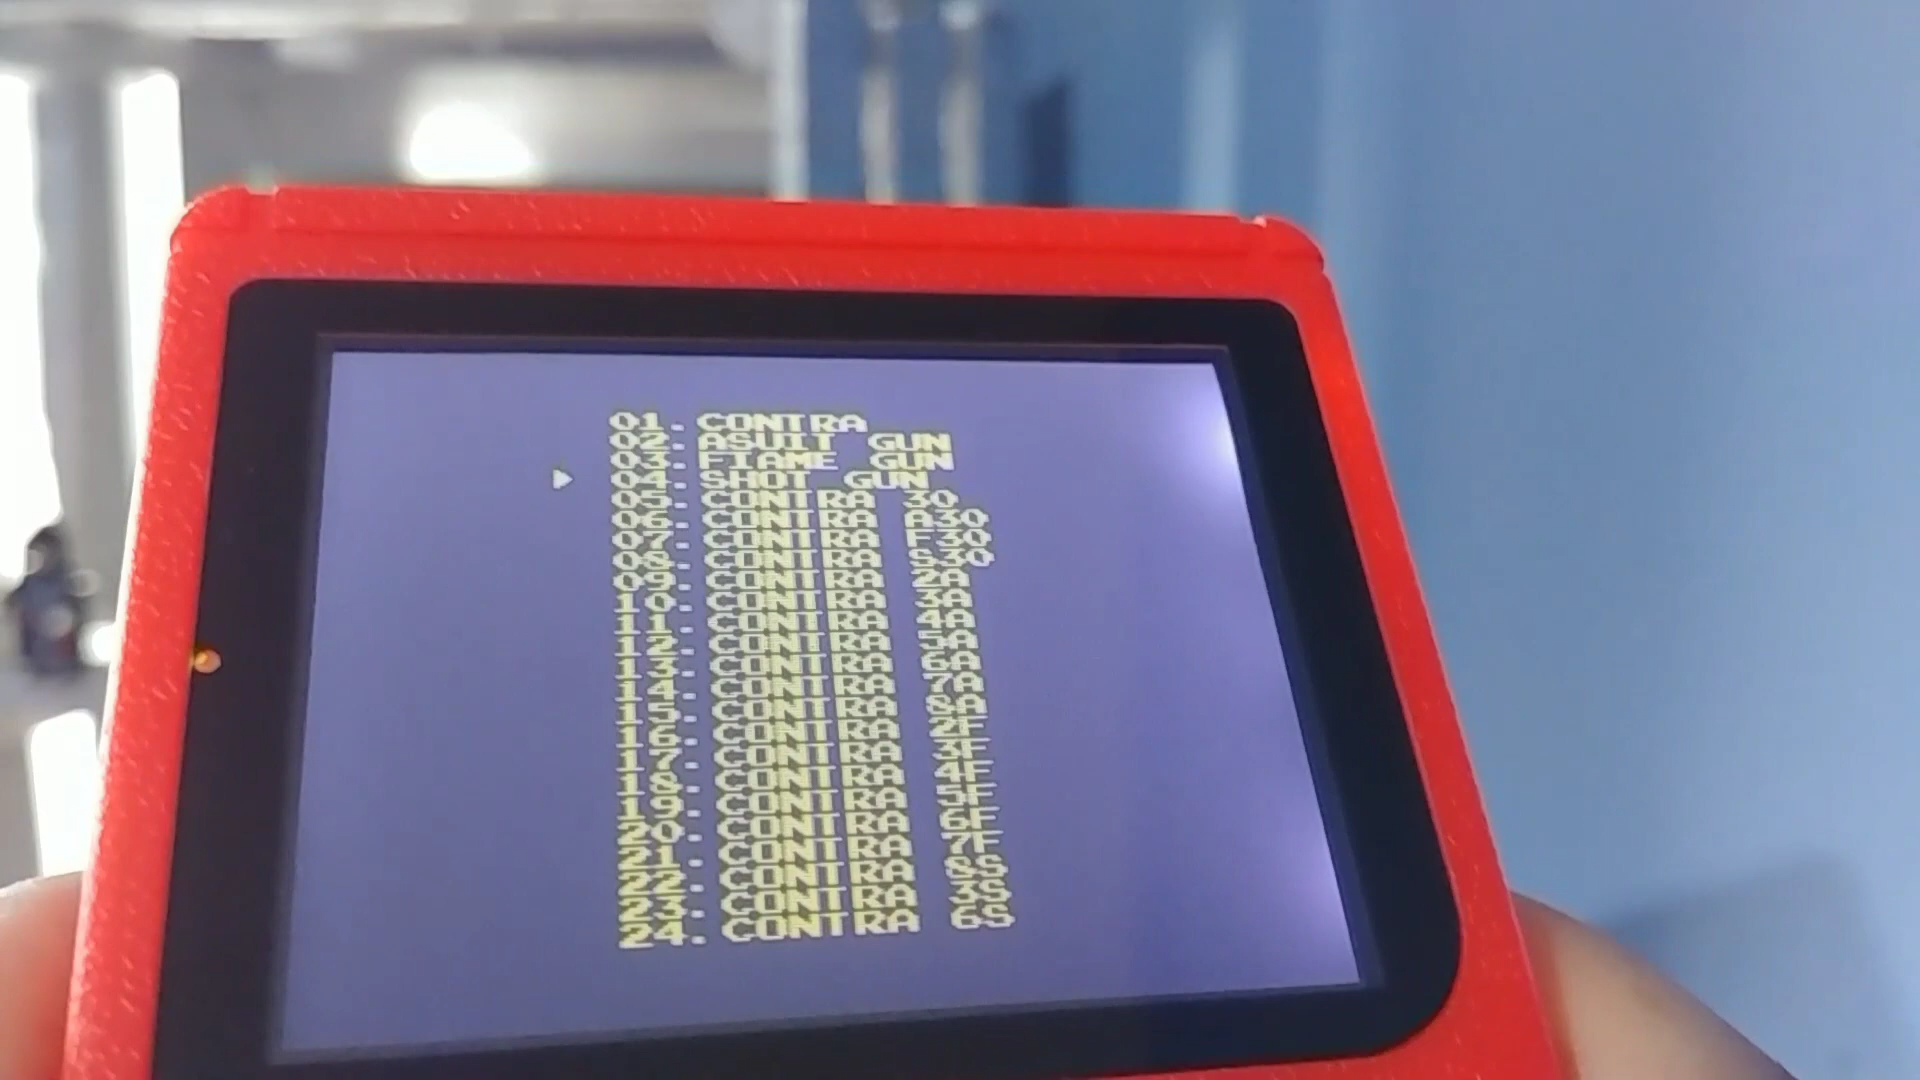 01. CONTRA
02. ASUIT GUN
03. FIAME GUN
04. SHOT GUN
05. CONTRA 30
06. CONTRA A30
07. CONTRA F30
08. CONTRA S30
09. CONTRA 2A
10. CONTRA 3A
11. CONTRA 4A
12. CONTRA 5A
13. CONTRA 6A
14. CONTRA 7A
15. CONTRA 8A
16. CONTRA 2F
17. CONTRA 3F
18. CONTRA 4F
19. CONTRA 5F
20. CONTRA 6F
21. CONTRA 7F
22. CONTRA 8S
23. CONTRA 3S
24. CONTRA 6S